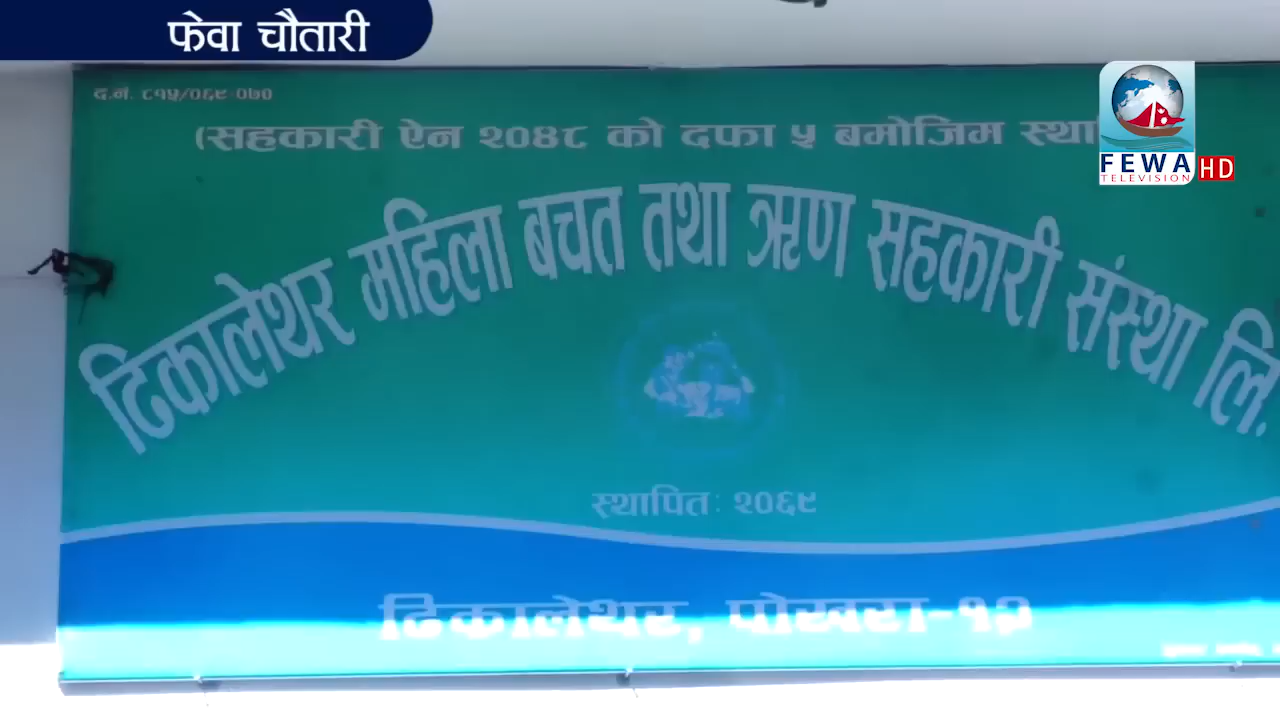 फेवा चौतारी
द.नं. ८१५/०६९-०७०
(सहकारी ऐन २०४८ को दफा ५ बमोजिम स्था
ढिकालेथर महिला बचत तथा ऋण सहकारी संस्था लि.
स्थापित: २०६९
ढिकालेथर, पोखरा-१३
FEWA HD
TELEVISION